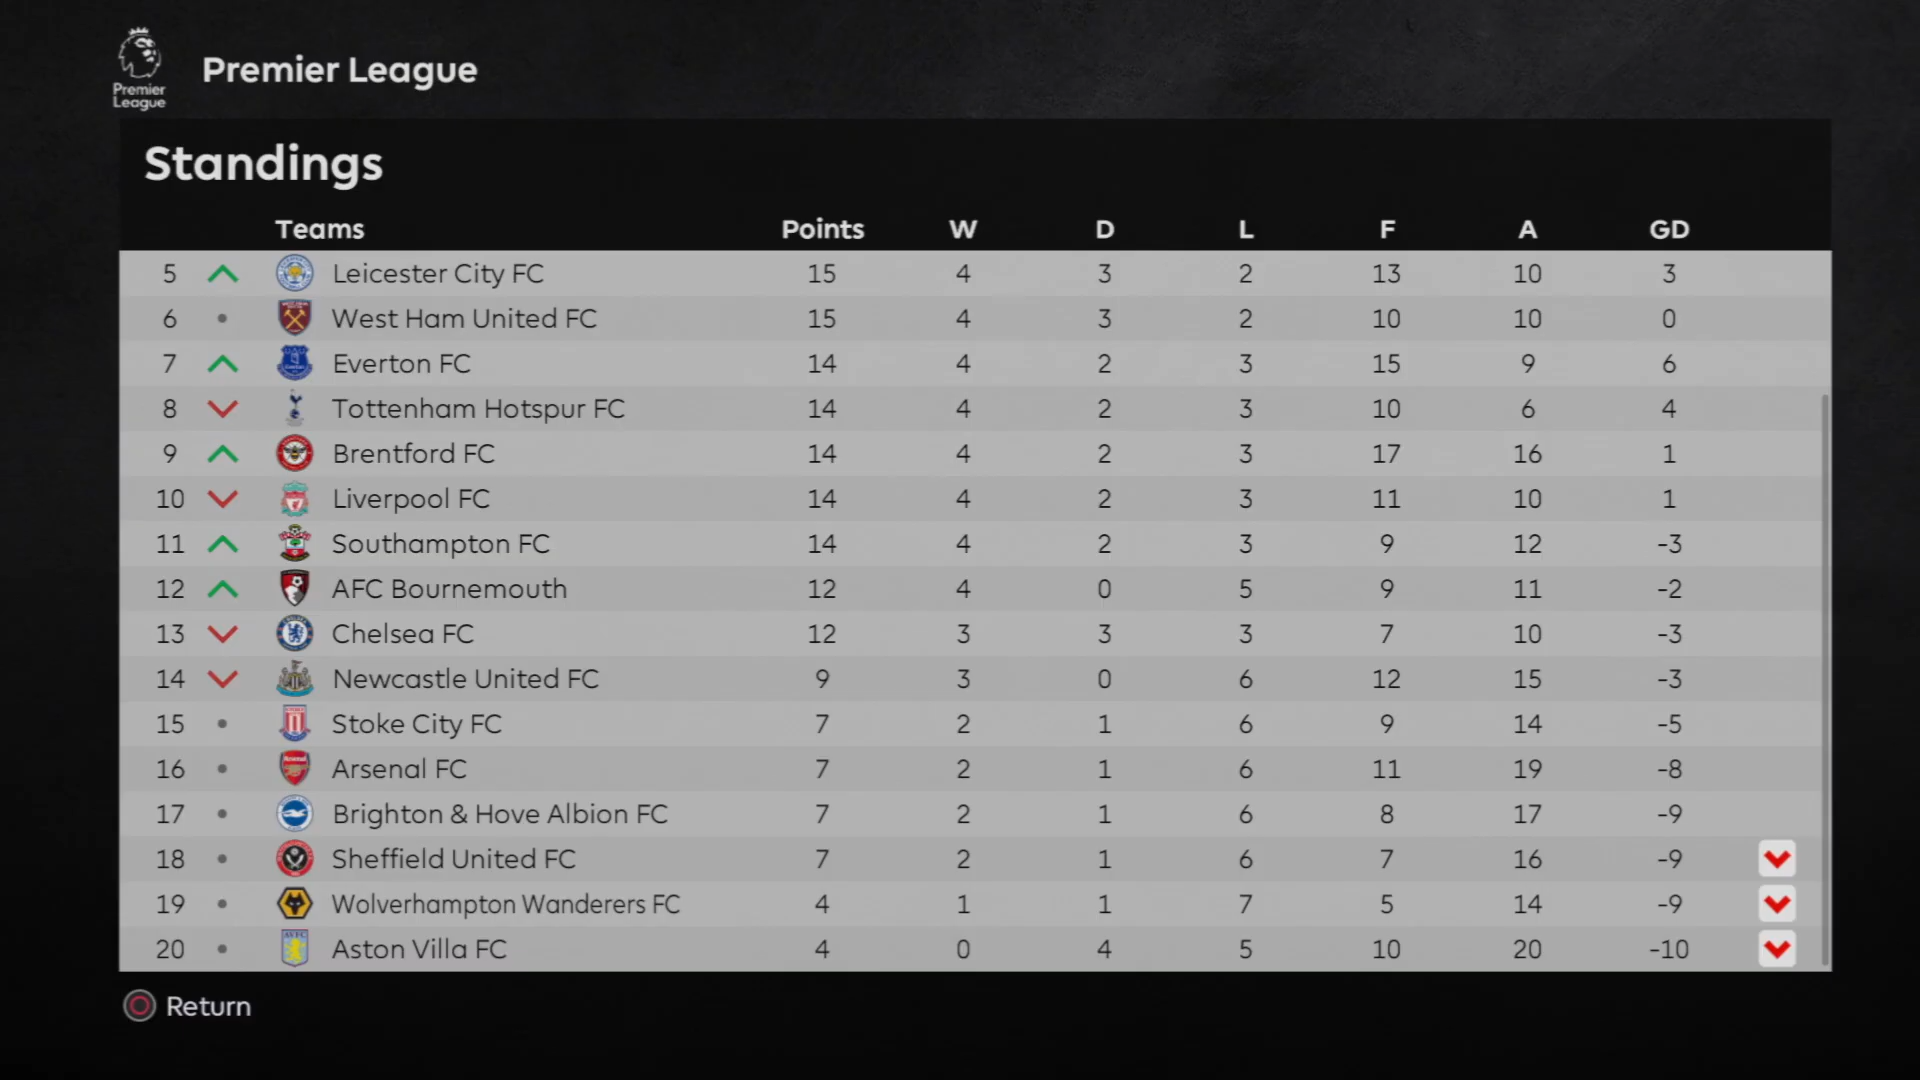 Premier League
Premier League
Standings
Teams Points W D L F A GD
5 Leicester City FC 15 4 3 2 13 10 3
6 West Ham United FC 15 4 3 2 10 10 0
7 Everton FC 14 4 2 3 15 9 6
8 Tottenham Hotspur FC 14 4 2 3 10 6 4
9 Brentford FC 14 4 2 3 17 16 1
10 Liverpool FC 14 4 2 3 11 10 1
11 Southampton FC 14 4 2 3 9 12 -3
12 AFC Bournemouth 12 4 0 5 9 11 -2
13 Chelsea FC 12 3 3 3 7 10 -3
14 Newcastle United FC 9 3 0 6 12 15 -3
15 Stoke City FC 7 2 1 6 9 14 -5
16 Arsenal FC 7 2 1 6 11 19 -8
17 Brighton & Hove Albion FC 7 2 1 6 8 17 -9
18 Sheffield United FC 7 2 1 6 7 16 -9
19 Wolverhampton Wanderers FC 4 1 1 7 5 14 -9
20 Aston Villa FC 4 0 4 5 10 20 -10
Return